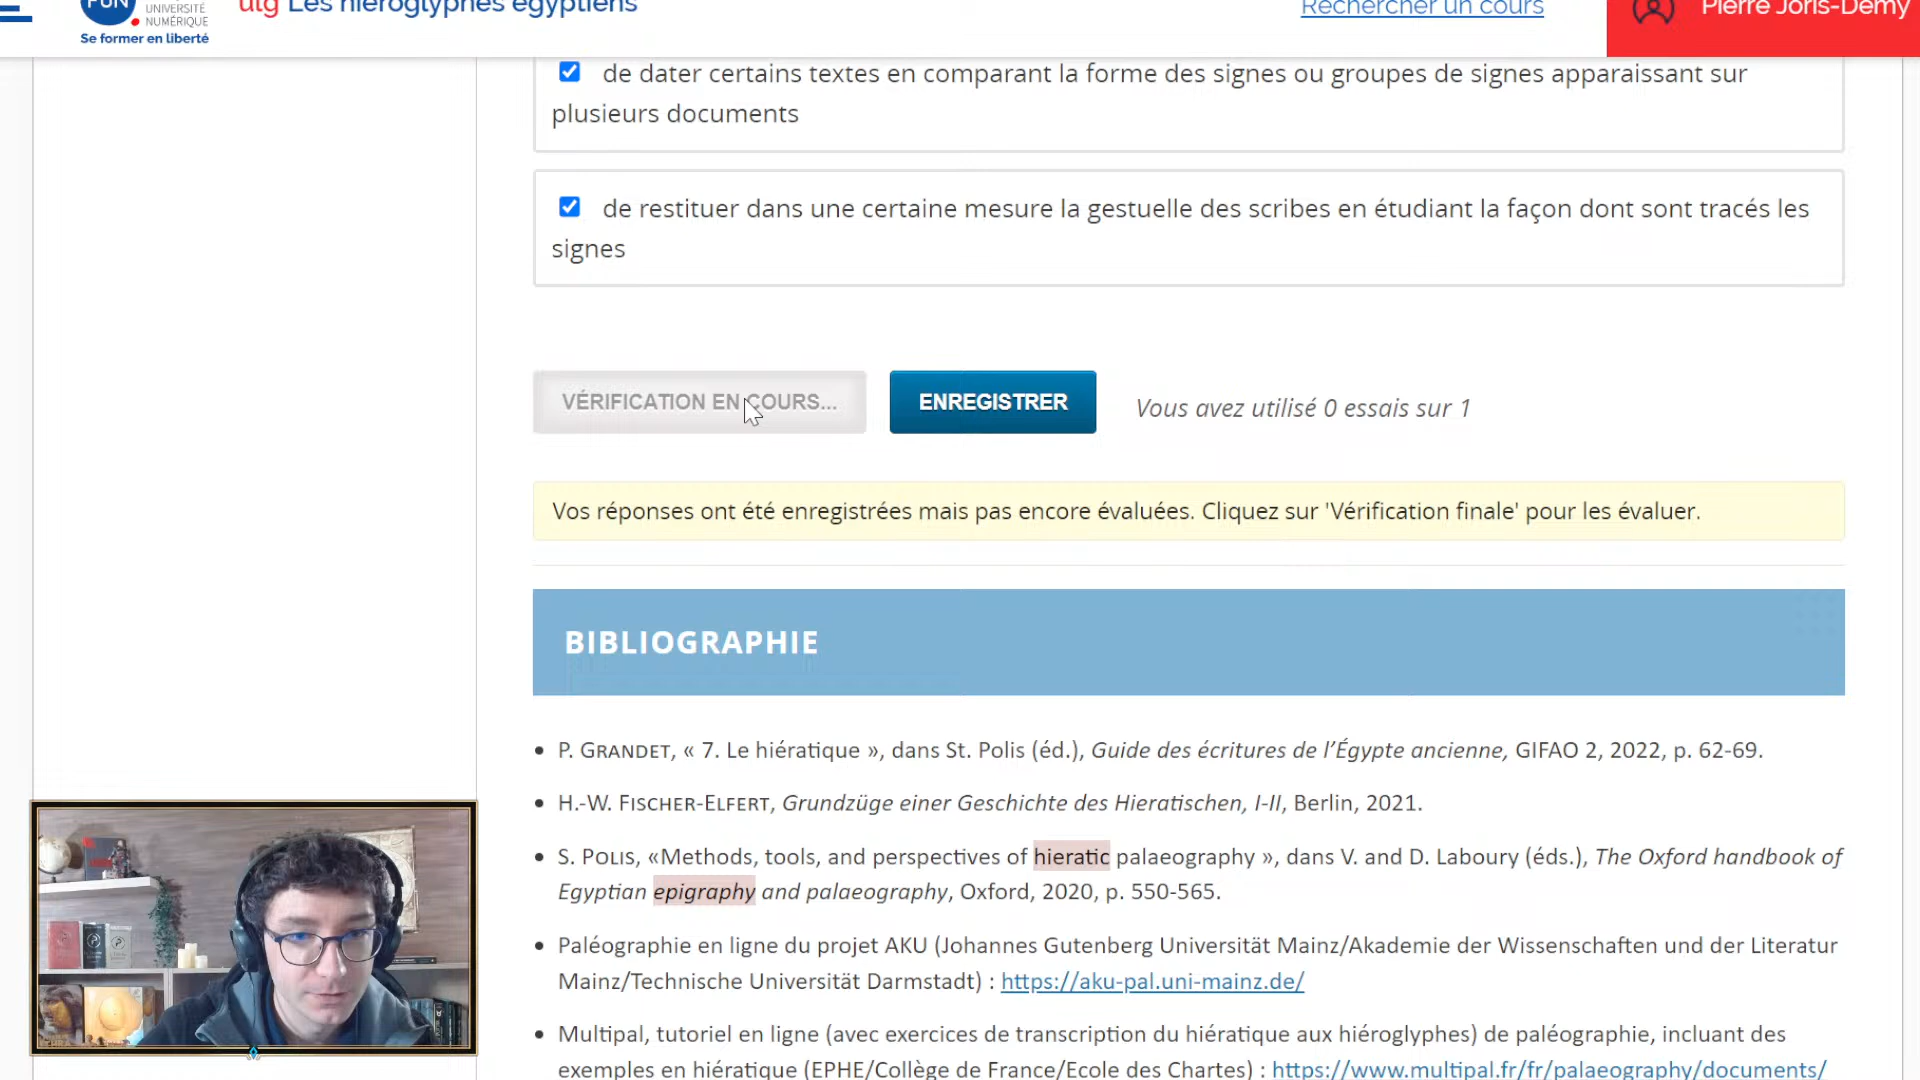 FUN
UNIVERSITÉ
NUMÉRIQUE
Se former en liberté
ulg Les hiéroglyphes égyptiens
Rechercher un cours
Pierre Joris-Demy
de dater certains textes en comparant la forme des signes ou groupes de signes apparaissant sur
plusieurs documents
de restituer dans une certaine mesure la gestuelle des scribes en étudiant la façon dont sont tracés les
signes
VÉRIFICATION EN COURS...
ENREGISTRER
Vous avez utilisé 0 essais sur 1
Vos réponses ont été enregistrées mais pas encore évaluées. Cliquez sur 'Vérification finale' pour les évaluer.
BIBLIOGRAPHIE
• P. GRANDET, « 7. Le hiératique », dans St. Polis (éd.), Guide des écritures de l'Égypte ancienne, GIFAO 2, 2022, p. 62-69.
• H.-W. FISCHER-ELFERT, Grundzüge einer Geschichte des Hieratischen, I-II, Berlin, 2021.
• S. POLIS, «Methods, tools, and perspectives of hieratic palaeography », dans V. and D. Laboury (éds.), The Oxford handbook of
Egyptian epigraphy and palaeography, Oxford, 2020, p. 550-565.
• Paléographie en ligne du projet AKU (Johannes Gutenberg Universität Mainz/Akademie der Wissenschaften und der Literatur
Mainz/Technische Universität Darmstadt) : https://aku-pal.uni-mainz.de/
• Multipal, tutoriel en ligne (avec exercices de transcription du hiératique aux hiéroglyphes) de paléographie, incluant des
exemples en hiératique (EPHE/Collège de France/Ecole des Chartes) : https://www.multipal.fr/fr/palaeography/documents/